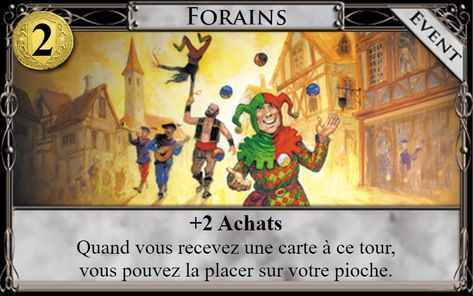 FORAINS
2
EVENT
+2 Achats
Quand vous recevez une carte à ce tour,
vous pouvez la placer sur votre pioche.